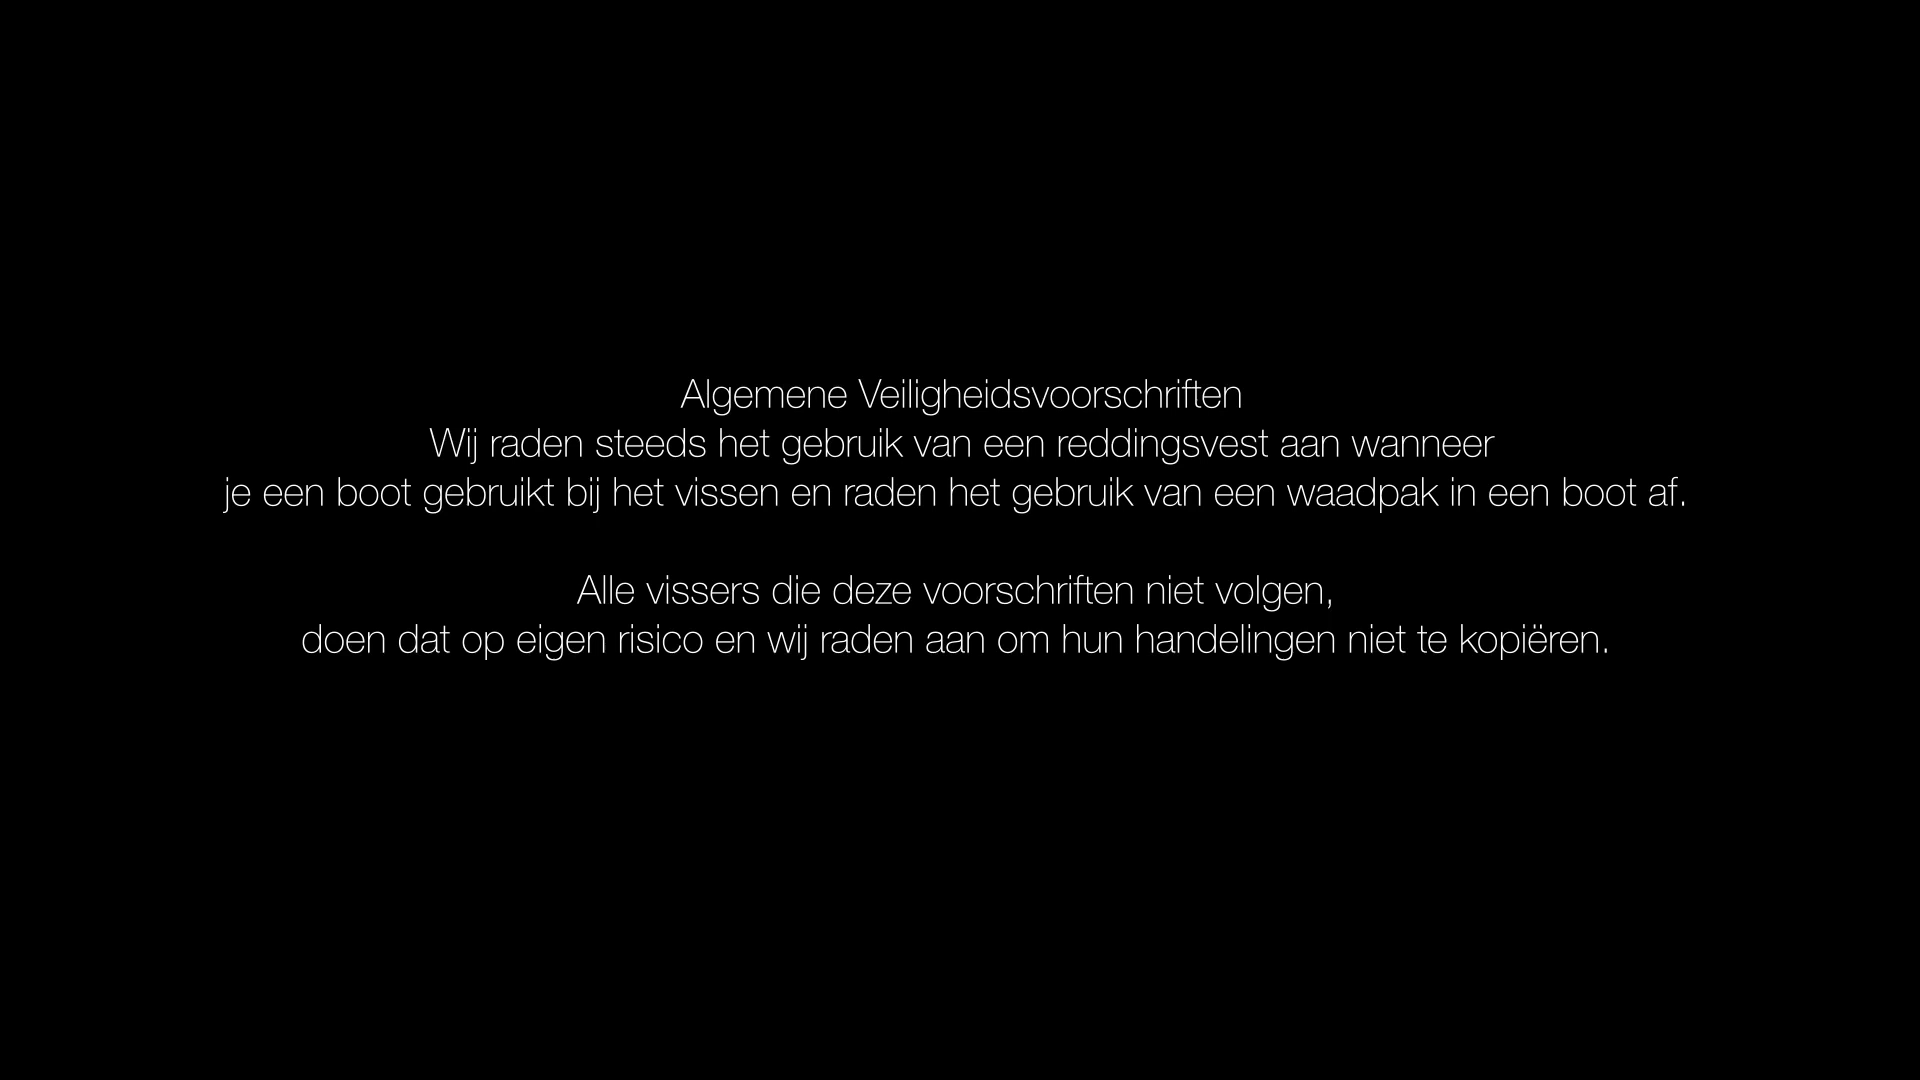 Algemene Veiligheidsvoorschriften
Wij raden steeds het gebruik van een reddingsvest aan wanneer
je een boot gebruikt bij het vissen en raden het gebruik van een waadpak in een boot af.
Alle vissers die deze voorschriften niet volgen,
doen dat op eigen risico en wij raden aan om hun handelingen niet te kopiëren.